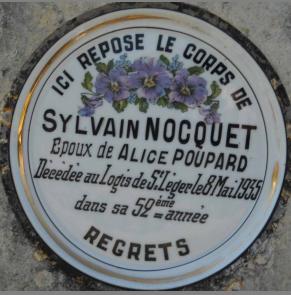 ICI REPOSE LE CORPS DE
SYLVAIN NOCQUET
Epoux de ALICE POUPARD
Décédée au Logis de St Léger le 8 Mai 1935
dans sa 52ème année
REGRETS